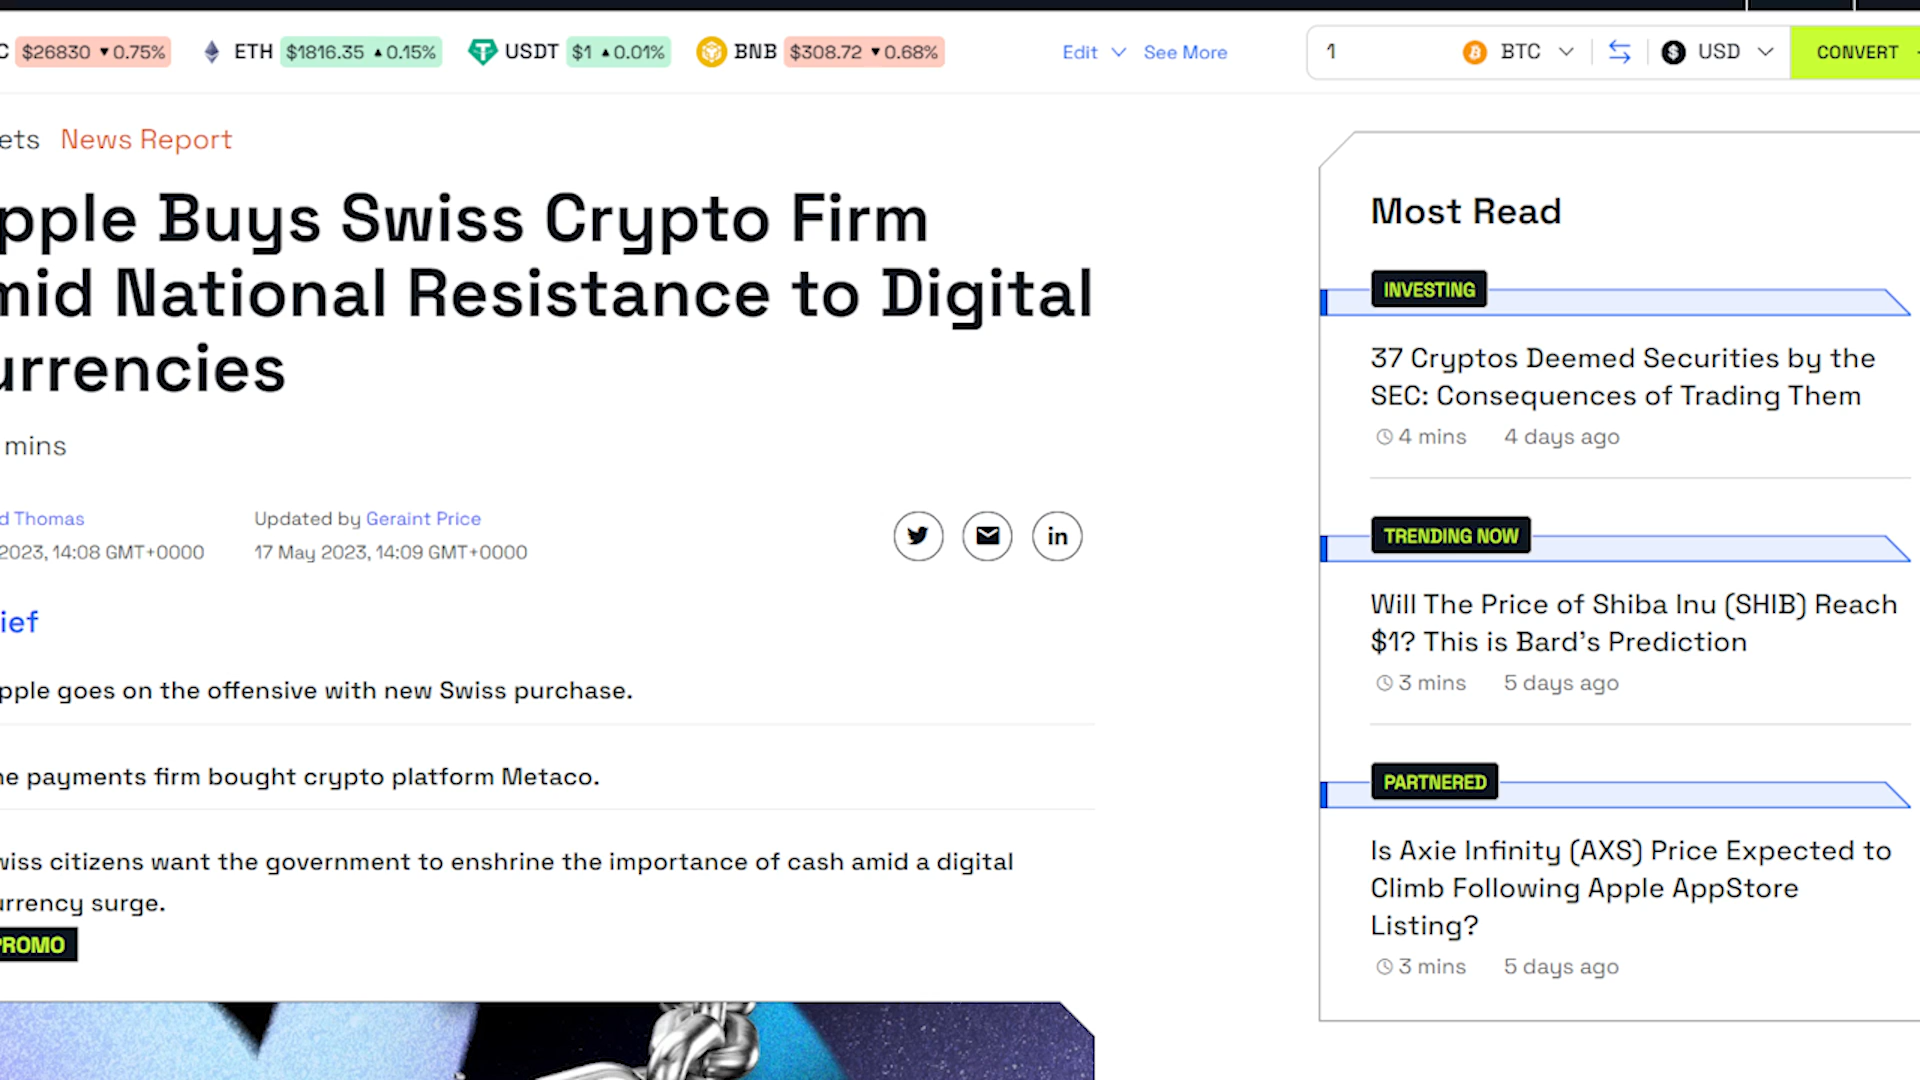 C $26830 ▼0.75% ETH $1816.35 ▲0.15% USDT $1 ▲0.01% BNB $308.72 ▼0.68% Edit See More 1 BTC USD CONVERT
ets News Report
pple Buys Swiss Crypto Firm
mid National Resistance to Digital
urrencies
mins
d Thomas
2023, 14:08 GMT+0000
Updated by Geraint Price
17 May 2023, 14:09 GMT+0000
in
ief
pple goes on the offensive with new Swiss purchase.
he payments firm bought crypto platform Metaco.
wiss citizens want the government to enshrine the importance of cash amid a digital
urrency surge.
PROMO
Most Read
INVESTING
37 Cryptos Deemed Securities by the
SEC: Consequences of Trading Them
4 mins 4 days ago
TRENDING NOW
Will The Price of Shiba Inu (SHIB) Reach
$1? This is Bard's Prediction
3 mins 5 days ago
PARTNERED
Is Axie Infinity (AXS) Price Expected to
Climb Following Apple AppStore
Listing?
3 mins 5 days ago